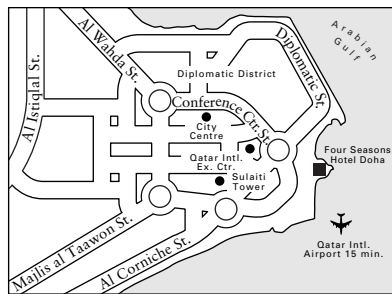 Al Istiqlal St.
Al Wahda St.
Diplomatic St.
Arabian
Gulf
Diplomatic District
Conference Ctr. St.
City
Centre
Qatar Intl.
Ex. Ctr.
Sulaiti
Tower
Four Seasons
Hotel Doha
Qatar Intl.
Airport 15 min.
Majlis al Taawon St.
Al Corniche St.